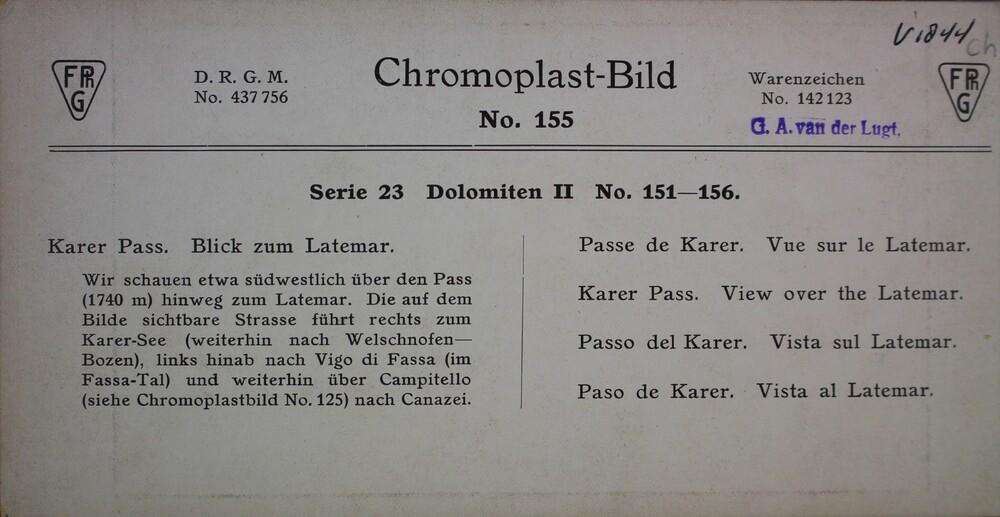 V1844
ch
FPh
G
D. R. G. M.
No. 437 756
Chromoplast-Bild
No. 155
Warenzeichen
No. 142 123
G. A. van der Lugt,
FPh
G
Serie 23 Dolomiten II No. 151—156.
Karer Pass. Blick zum Latemar.
Wir schauen etwa südwestlich über den Pass
(1740 m) hinweg zum Latemar. Die auf dem
Bilde sichtbare Strasse führt rechts zum
Karer-See (weiterhin nach Welschnofen—
Bozen), links hinab nach Vigo di Fassa (im
Fassa-Tal) und weiterhin über Campitello
(siehe Chromoplastbild No. 125) nach Canazei.
Passe de Karer. Vue sur le Latemar.
Karer Pass. View over the Latemar.
Passo del Karer. Vista sul Latemar.
Paso de Karer. Vista al Latemar.